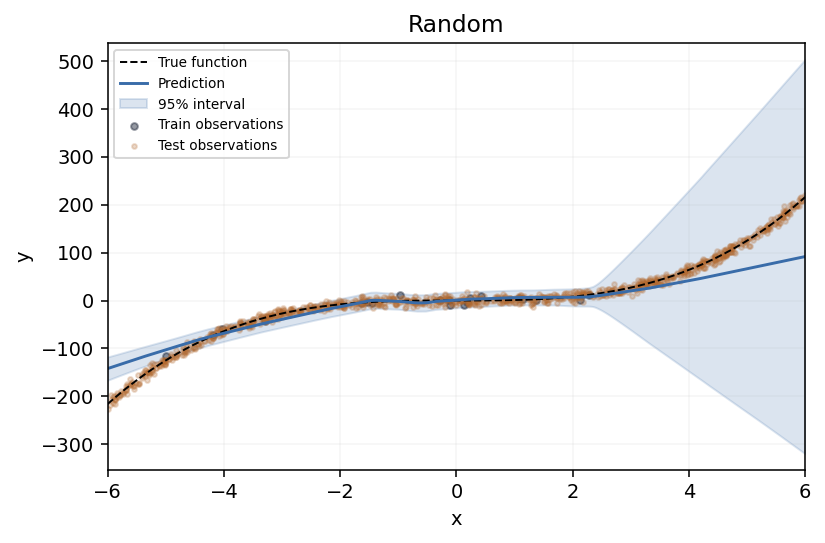 Random
True function
Prediction
95% interval
Train observations
Test observations
500
400
300
200
100
0
−100
−200
−300
y
−6
−4
−2
0
2
4
6
x